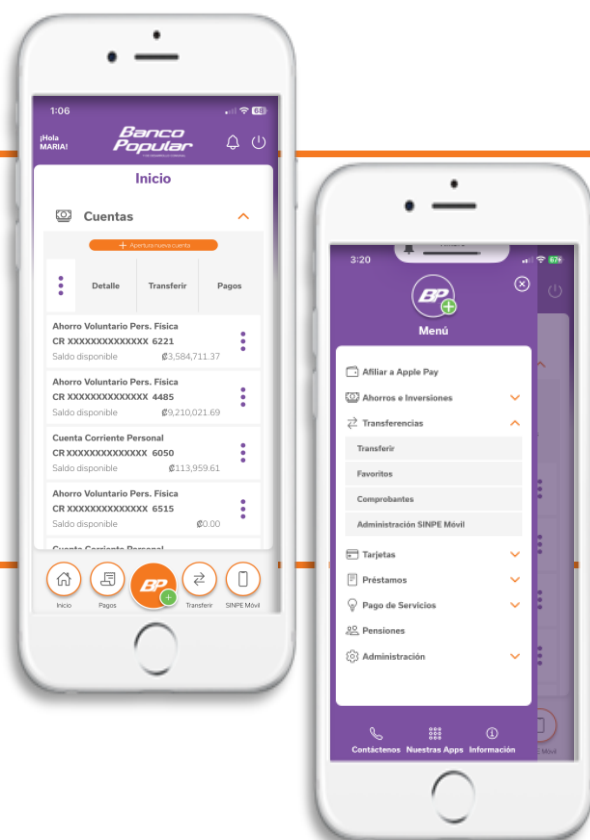 1:06
68
¡Hola
MARIA!
Banco
Popular
Inicio
Cuentas
+ Apertura nueva cuenta
Detalle Transferir Pagos
Ahorro Voluntario Pers. Física
CR XXXXXXXXXXXXXX 6221
Saldo disponible ₡3,584,711.37
Ahorro Voluntario Pers. Física
CR XXXXXXXXXXXXXX 4485
Saldo disponible ₡9,210,021.69
Cuenta Corriente Personal
CR XXXXXXXXXXXXXX 6050
Saldo disponible ₡113,959.61
Ahorro Voluntario Pers. Física
CR XXXXXXXXXXXXXX 6515
Saldo disponible ₡0.00
Cuenta Corriente Personal
BP
Inicio Pagos Transferir SINPE Móvil
3:20
67
BP
Menú
Afiliar a Apple Pay
Ahorros e Inversiones
Transferencias
Transferir
Favoritos
Comprobantes
Administración SINPE Móvil
Tarjetas
Préstamos
Pago de Servicios
Pensiones
Administración
Contáctenos Nuestras Apps Información